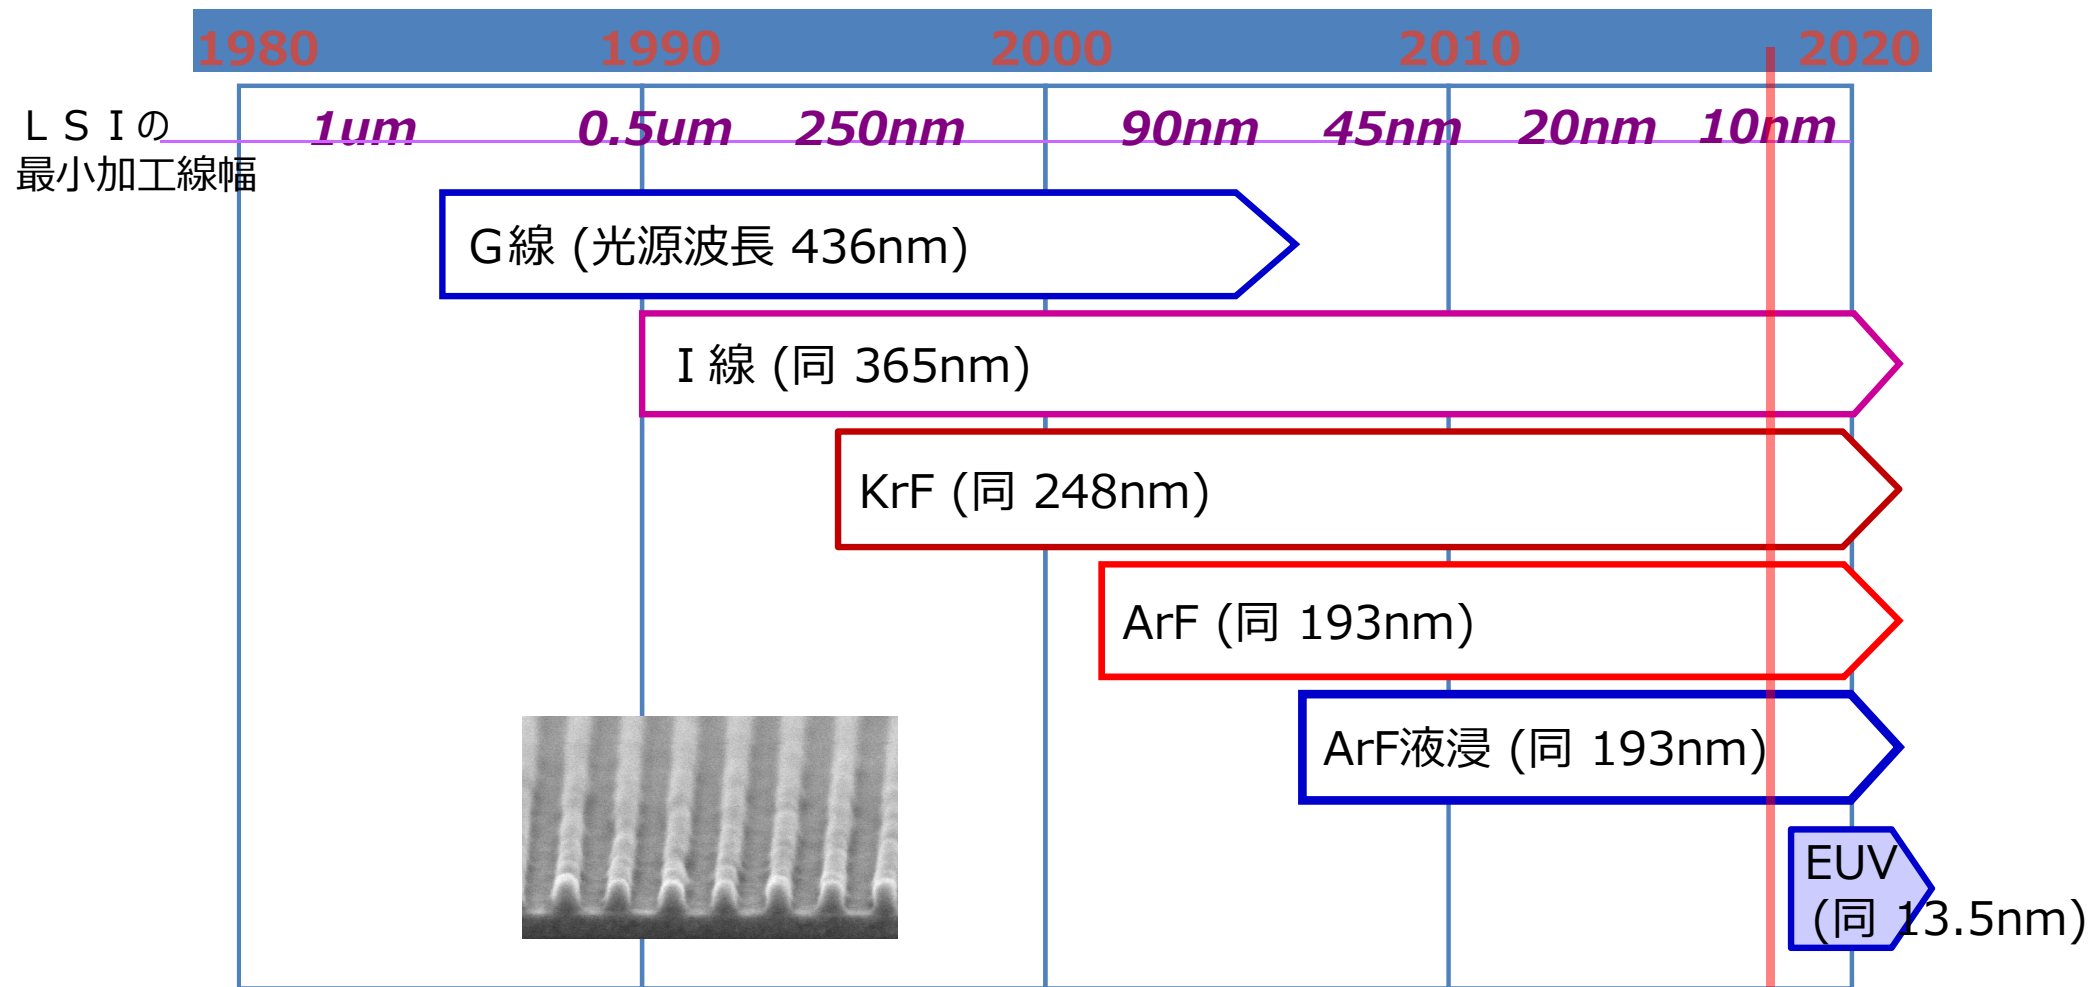 1980 1990 2000 2010 2020
ＬＳＩの
最小加工線幅
1um 0.5um 250nm 90nm 45nm 20nm 10nm
Ｇ線 (光源波長 436nm)
Ｉ線 (同 365nm)
KrF (同 248nm)
ArF (同 193nm)
ArF液浸 (同 193nm)
EUV
(同 13.5nm)